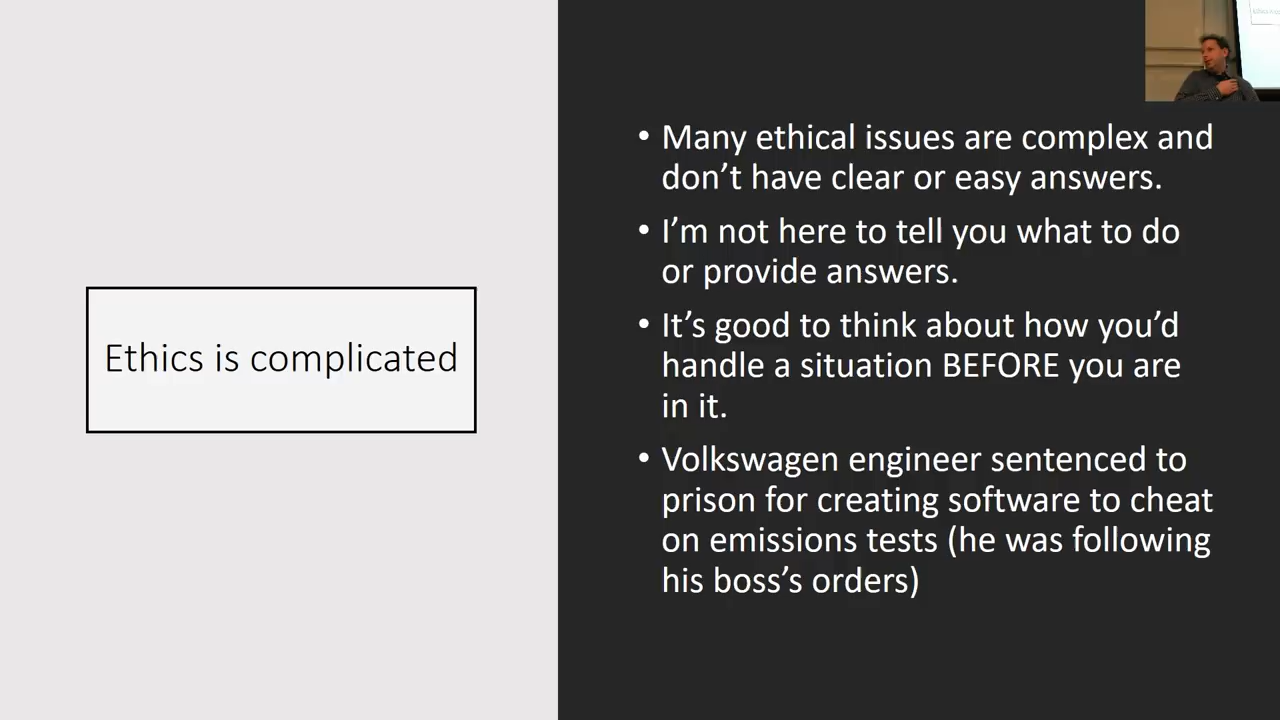 Ethics is complicated
• Many ethical issues are complex and
don't have clear or easy answers.
• I'm not here to tell you what to do
or provide answers.
• It's good to think about how you'd
handle a situation BEFORE you are
in it.
• Volkswagen engineer sentenced to
prison for creating software to cheat
on emissions tests (he was following
his boss's orders)